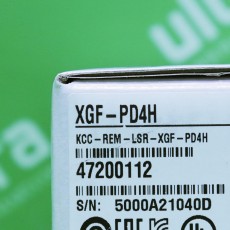 XGF-PD4H
KCC-REM-LSR-XGF-PD4H
47200112
S/N: 5000A21040D